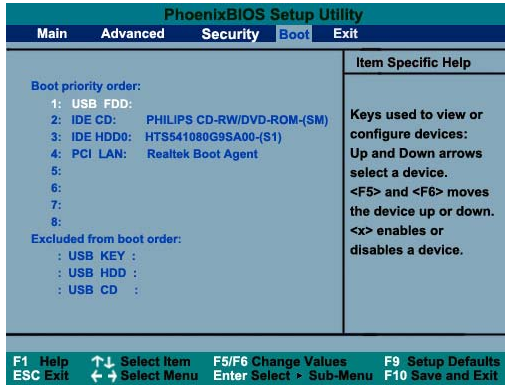 PhoenixBIOS Setup Utility
Main Advanced Security Boot Exit
Item Specific Help
Boot priority order:
1: USB FDD:
2: IDE CD: PHILIPS CD-RW/DVD-ROM-(SM)
3: IDE HDD0: HTS541080G9SA00-(S1)
4: PCI LAN: Realtek Boot Agent
5:
6:
7:
8:
Excluded from boot order:
: USB KEY :
: USB HDD :
: USB CD :
Keys used to view or
configure devices:
Up and Down arrows
select a device.
<F5> and <F6> moves
the device up or down.
<x> enables or
disables a device.
F1 Help ↑↓ Select Item F5/F6 Change Values F9 Setup Defaults
ESC Exit ←→ Select Menu Enter Select ▸ Sub-Menu F10 Save and Exit